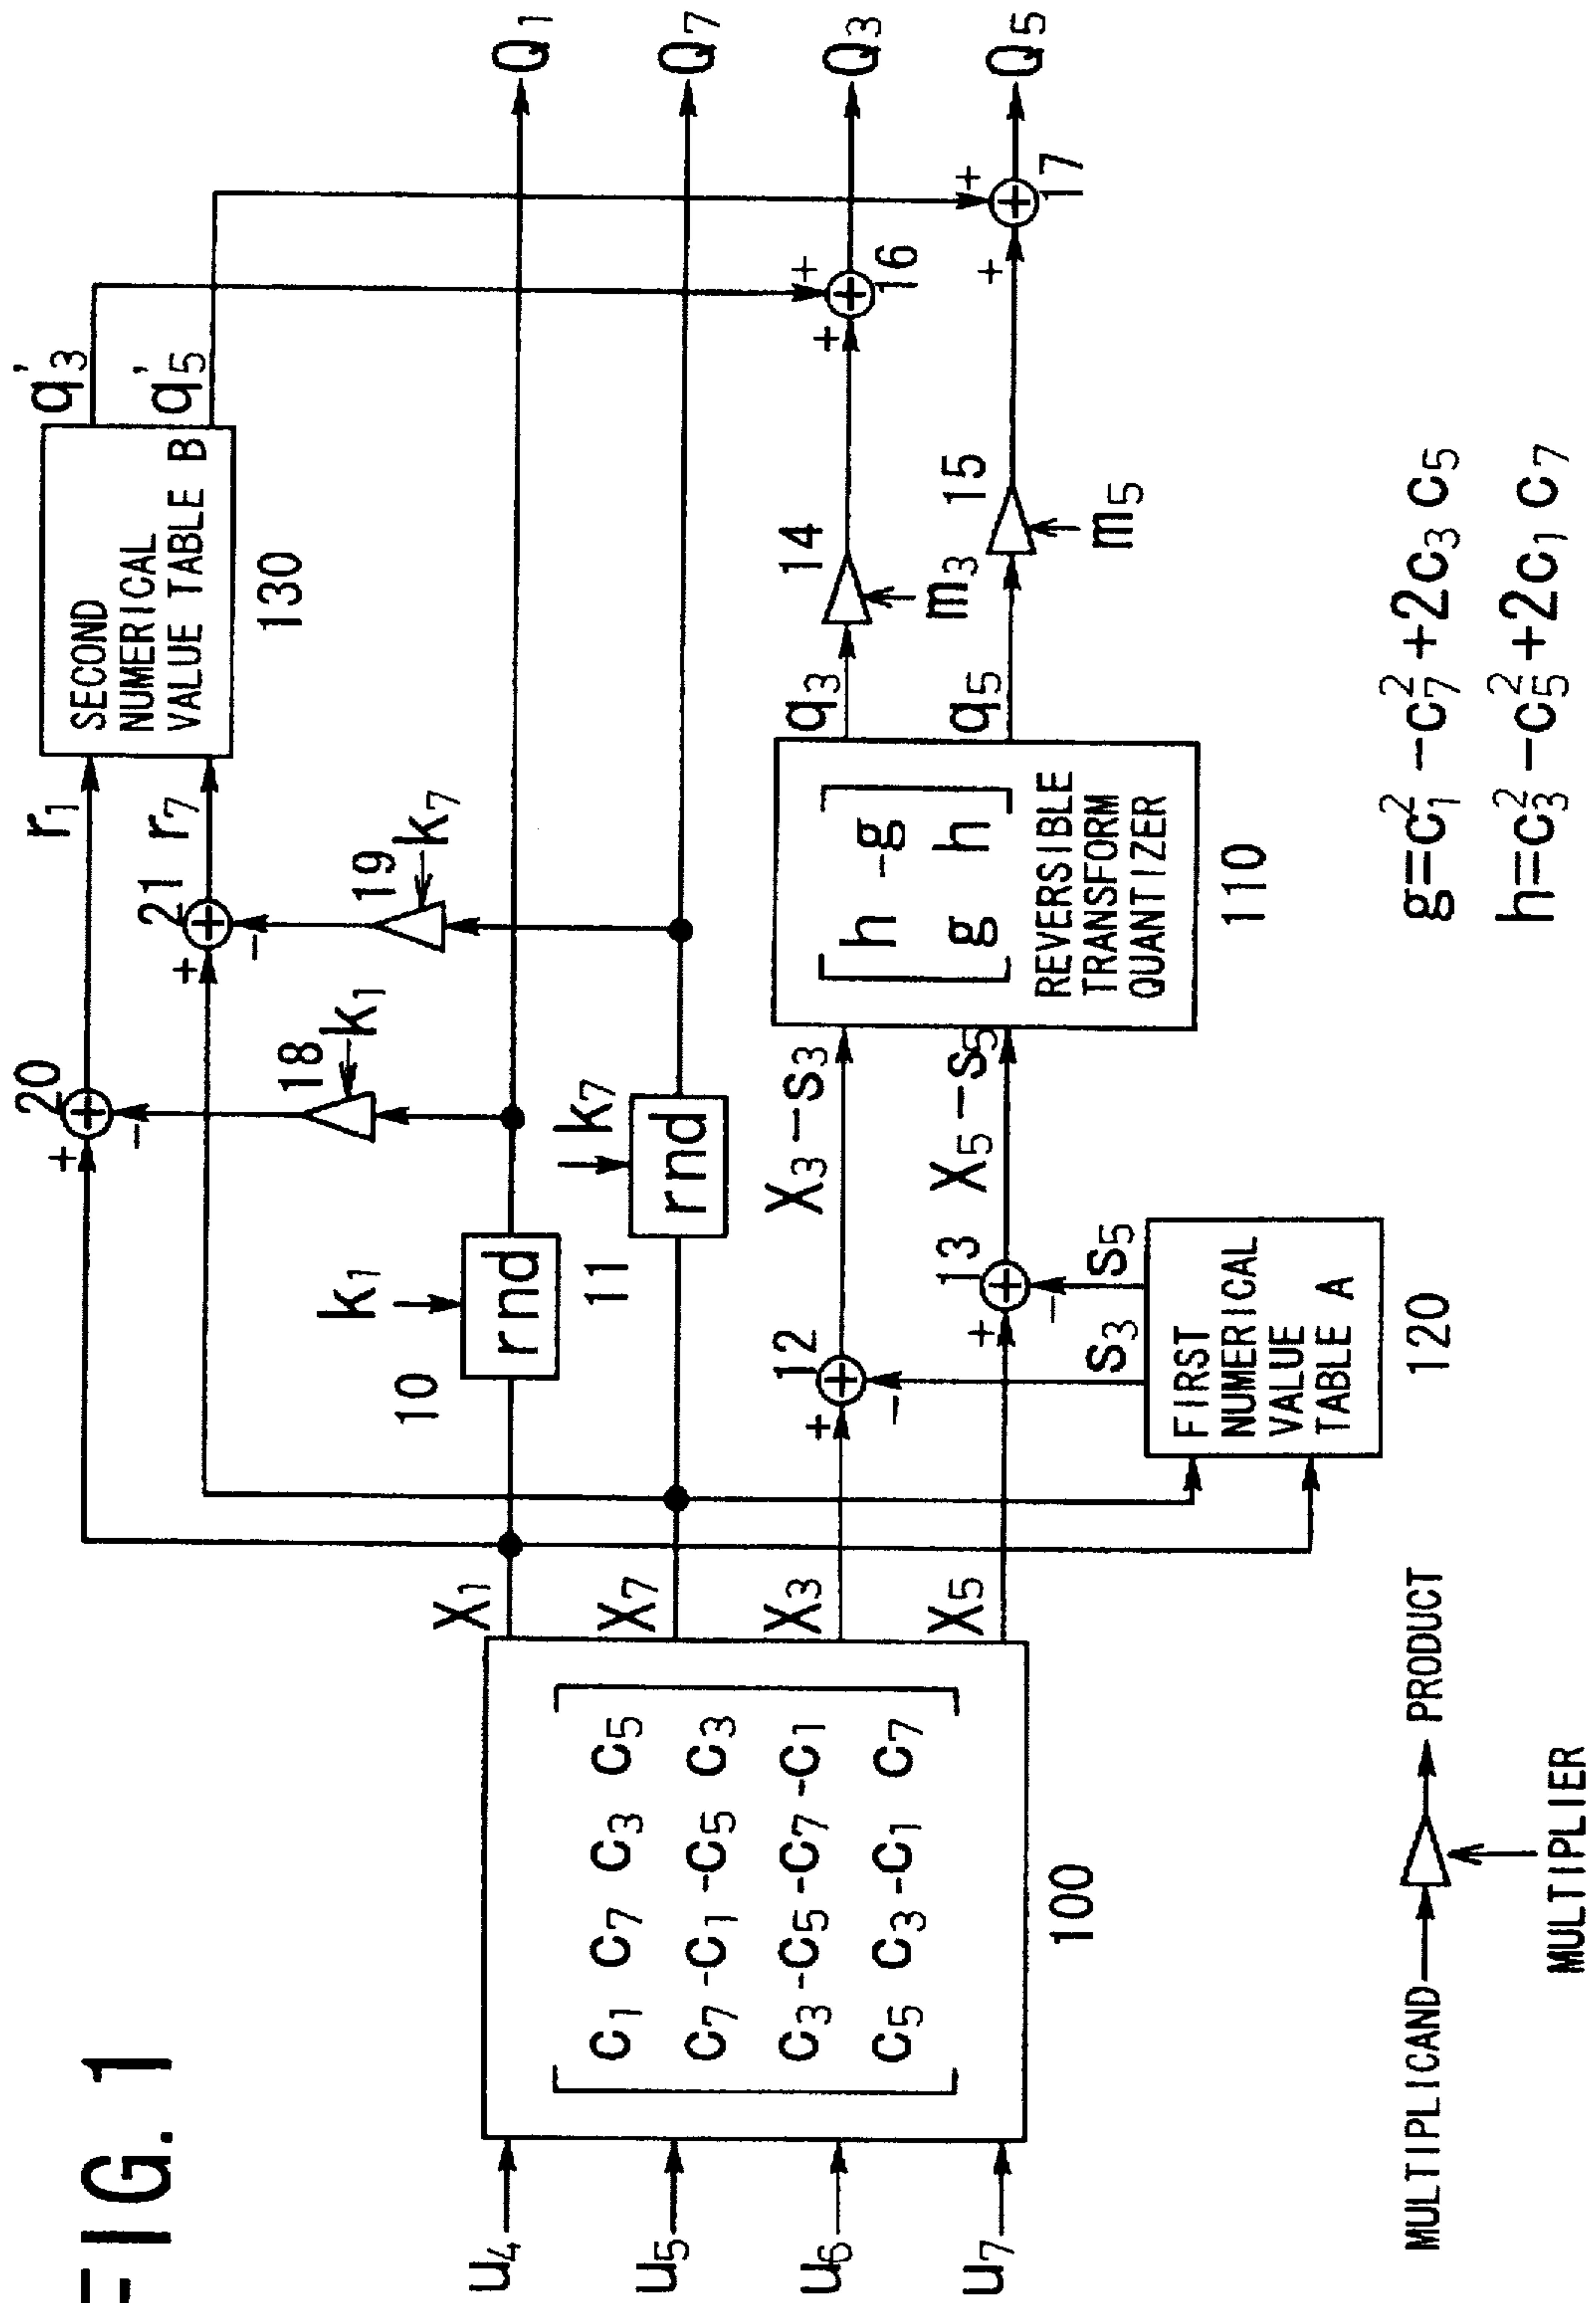 FIG. 1
u4
u5
u6
u7
c1 c7 c3 c5
c7 -c1 -c5 c3
c3 -c5 -c7 -c1
c5 c3 -c1 c7
100
X1
X7
X3
X5
k1
10
rnd
k7
11
rnd
20
+
-
18
k1
21
+
-
19
k7
r1
r7
SECOND
NUMERICAL
VALUE TABLE B
130
q'3
q'5
12
+
-
13
+
-
s3
s5
FIRST
NUMERICAL
VALUE
TABLE A
120
X3-s3
X5-s5
h -g
g h
REVERSIBLE
TRANSFORM
QUANTIZER
110
q3
q5
14
m3
15
m5
+
+
16
+
+
17
Q1
Q7
Q3
Q5
MULTIPLICAND
PRODUCT
MULTIPLIER
g=c1²-c7²+2c3 c5
h=c3²-c5²+2c1 c7